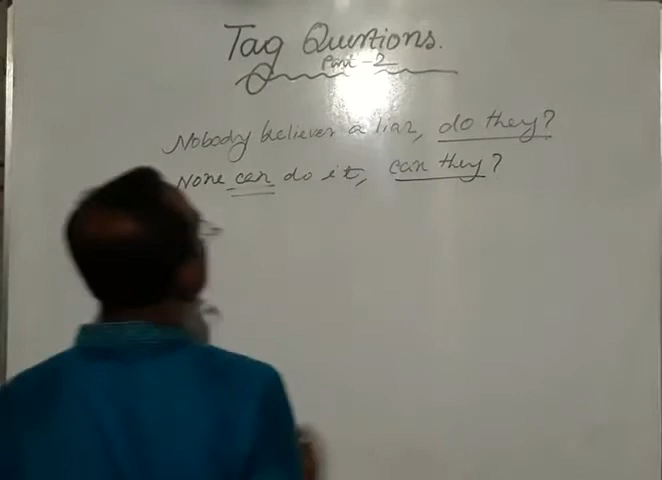 Tag Questions.
Part-2
Nobody believes a liar, do they?
None can do it, can they?